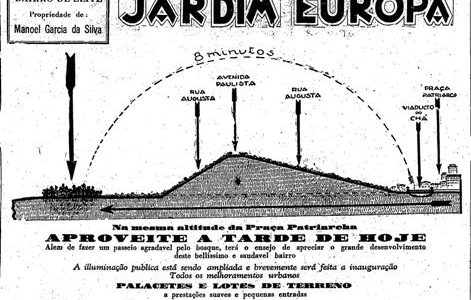 BAIRRO DE ELITE
Propriedade de:
Manoel Garcia da Silva
JARDIM EUROPA
8 minutos
AVENIDA
PAULISTA
RUA
AUGUSTA
RUA
AUGUSTA
PRAÇA
PATRIARCHA
VIADUCTO
DO
CHÁ
Na mesma altitude da Praça Patriarcha
APROVEITE A TARDE DE HOJE
Alem de fazer um passeio agradavel pelo bosque, terá o ensejo de apreciar o grande desenvolvimento
deste bellissimo e saudavel bairro
A illuminação publica está sendo ampliada e brevemente será feita a inauguração
Todos os melhoramentos urbanos
PALACETES E LOTES DE TERRENO
a prestações suaves e pequenas entradas